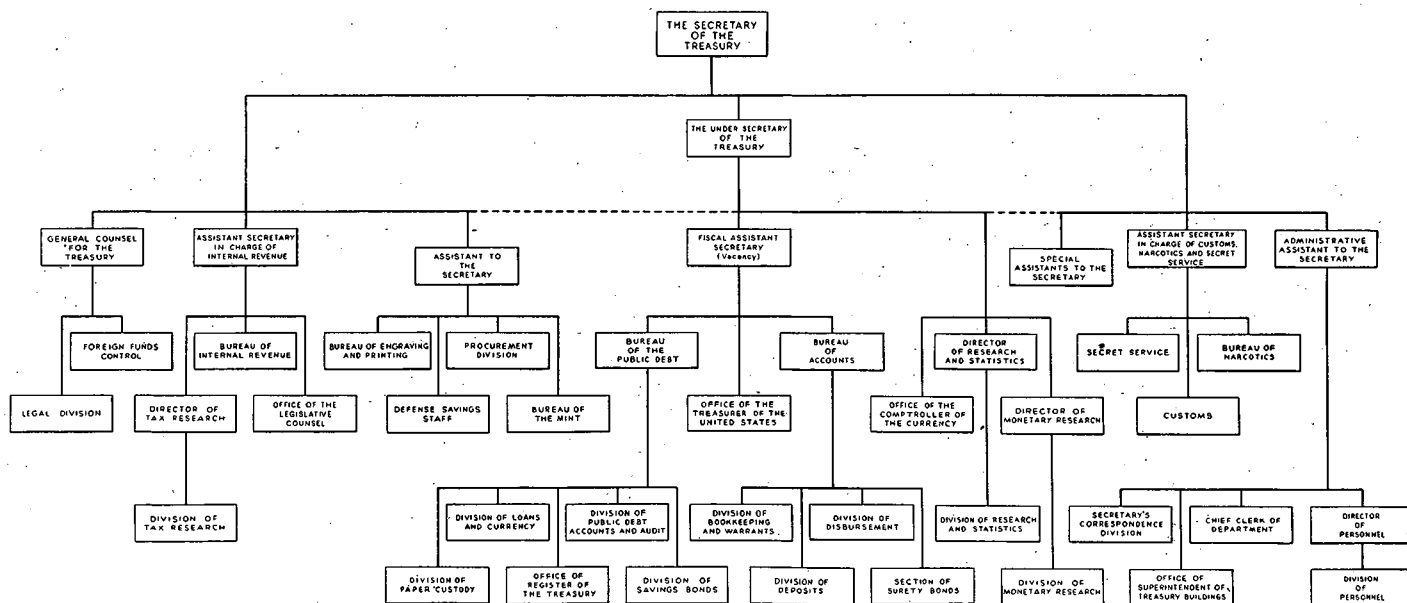 THE SECRETARY
OF THE
TREASURY
THE UNDER SECRETARY
OF THE
TREASURY
GENERAL COUNSEL
FOR THE
TREASURY
ASSISTANT SECRETARY
IN CHARGE OF
INTERNAL REVENUE
ASSISTANT TO
THE
SECRETARY
FISCAL ASSISTANT
SECRETARY
(Vacancy)
SPECIAL
ASSISTANTS TO THE
SECRETARY
ASSISTANT SECRETARY
IN CHARGE OF CUSTOMS,
NARCOTICS AND SECRET
SERVICE
ADMINISTRATIVE
ASSISTANT TO THE
SECRETARY
FOREIGN FUNDS
CONTROL
BUREAU OF
INTERNAL REVENUE
BUREAU OF ENGRAVING
AND PRINTING
PROCUREMENT
DIVISION
BUREAU
OF THE
PUBLIC DEBT
BUREAU
OF
ACCOUNTS
DIRECTOR
OF RESEARCH
AND STATISTICS
SECRET SERVICE
BUREAU OF
NARCOTICS
LEGAL DIVISION
DIRECTOR OF
TAX RESEARCH
OFFICE OF THE
LEGISLATIVE
COUNSEL
DEFENSE SAVINGS
STAFF
BUREAU OF
THE MINT
OFFICE OF THE
TREASURER OF THE
UNITED STATES
OFFICE OF THE
COMPTROLLER OF
THE CURRENCY
DIRECTOR OF
MONETARY RESEARCH
CUSTOMS
DIVISION OF
TAX RESEARCH
DIVISION OF LOANS
AND CURRENCY
DIVISION OF
PUBLIC DEBT
ACCOUNTS AND AUDIT
DIVISION OF
BOOKKEEPING
AND WARRANTS
DIVISION OF
DISBURSEMENT
DIVISION OF RESEARCH
AND STATISTICS
SECRETARY'S
CORRESPONDENCE
DIVISION
CHIEF CLERK OF
DEPARTMENT
DIRECTOR
OF
PERSONNEL
DIVISION OF
PAPER CUSTODY
OFFICE OF
REGISTER OF
THE TREASURY
DIVISION OF
SAVINGS BONDS
DIVISION OF
DEPOSITS
SECTION OF
SURETY BONDS
DIVISION OF
MONETARY RESEARCH
OFFICE OF
SUPERINTENDENT OF
TREASURY BUILDINGS
DIVISION
OF
PERSONNEL